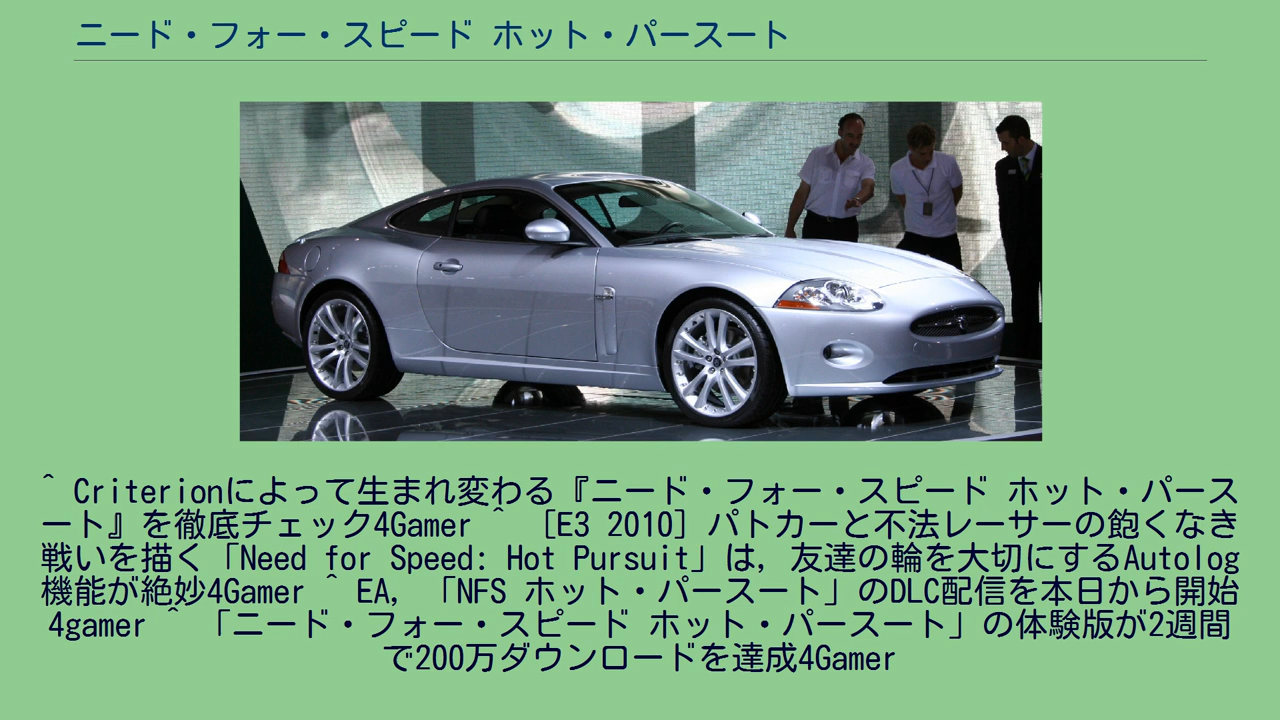 ニード・フォー・スピード ホット・パースート
^ Criterionによって生まれ変わる『ニード・フォー・スピード ホット・パース
ート』を徹底チェック4Gamer ^ ［E3 2010］パトカーと不法レーサーの飽くなき
戦いを描く「Need for Speed: Hot Pursuit」は，友達の輪を大切にするAutolog
機能が絶妙4Gamer ^ EA，「NFS ホット・パースート」のDLC配信を本日から開始
4gamer ^ 「ニード・フォー・スピード ホット・パースート」の体験版が2週間
で200万ダウンロードを達成4Gamer